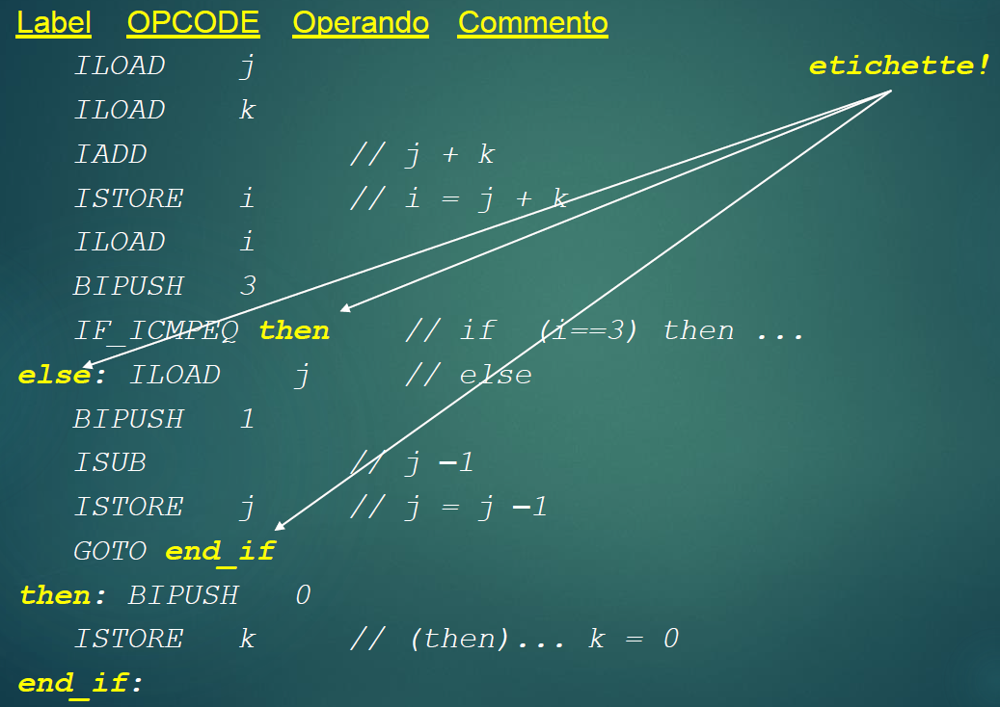 Label OPCODE Operando Commento
ILOAD j etichette!
ILOAD k
IADD // j + k
ISTORE i // i = j + k
ILOAD i
BIPUSH 3
IF_ICMPEQ then // if (i==3) then ...
else: ILOAD j // else
BIPUSH 1
ISUB // j –1
ISTORE j // j = j –1
GOTO end_if
then: BIPUSH 0
ISTORE k // (then)... k = 0
end_if: